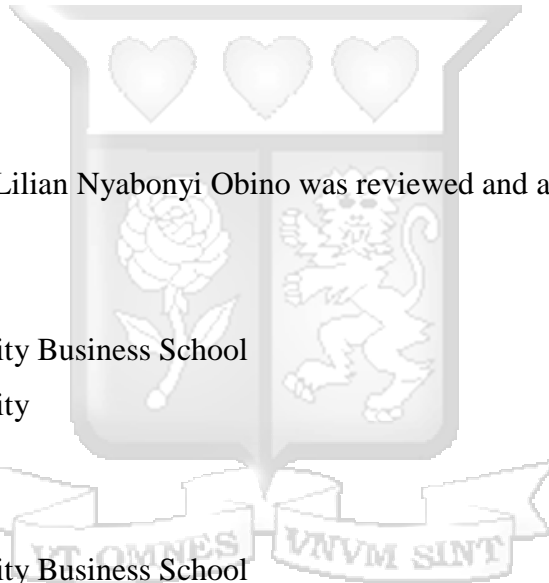 Lilian Nyabonyi Obino was reviewed and a
ity Business School
ity
VT OMNES VNVM SINT
ity Business School